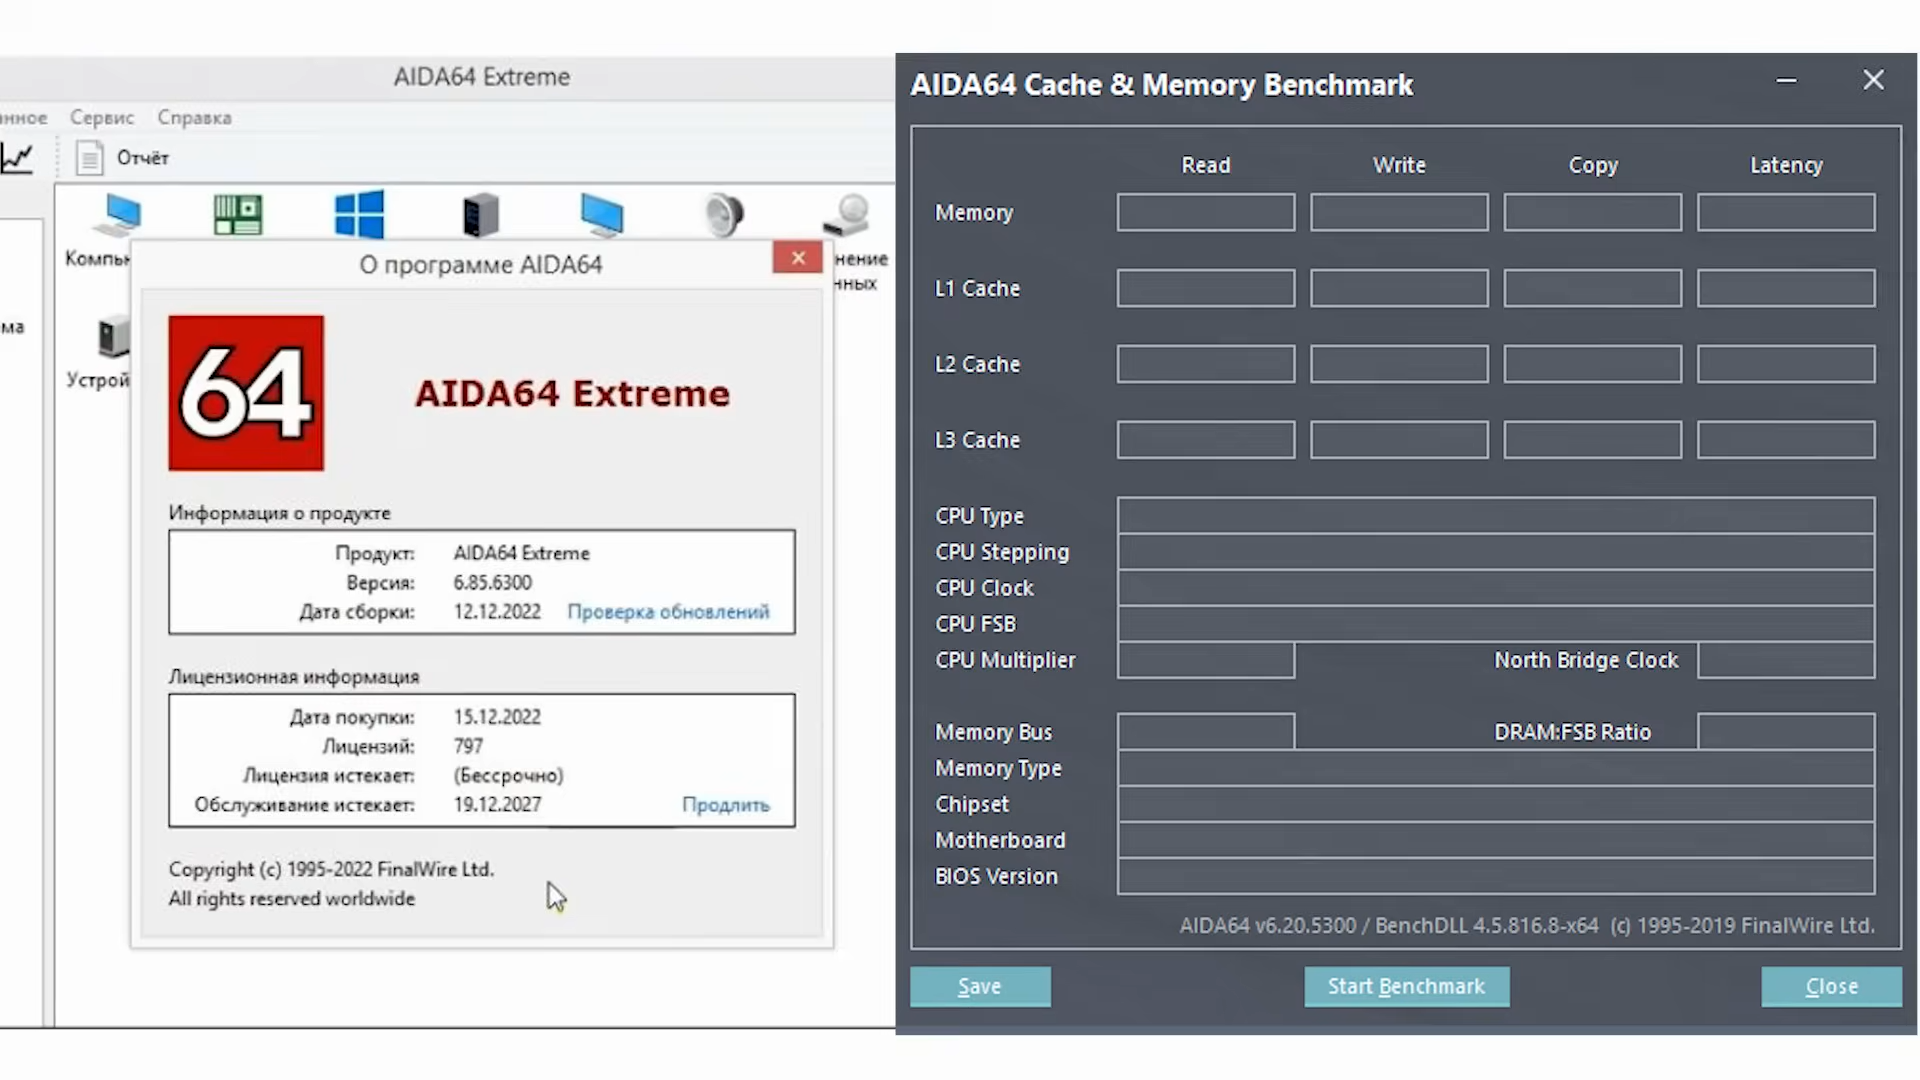 AIDA64 Extreme
нное Сервис Справка
Отчёт
Компь
нение
нных
ма
Устрой
О программе AIDA64
64
AIDA64 Extreme
Информация о продукте
Продукт: AIDA64 Extreme
Версия: 6.85.6300
Дата сборки: 12.12.2022 Проверка обновлений
Лицензионная информация
Дата покупки: 15.12.2022
Лицензий: 797
Лицензия истекает: (Бессрочно)
Обслуживание истекает: 19.12.2027 Продлить
Copyright (c) 1995-2022 FinalWire Ltd.
All rights reserved worldwide
AIDA64 Cache & Memory Benchmark
Read Write Copy Latency
Memory
L1 Cache
L2 Cache
L3 Cache
CPU Type
CPU Stepping
CPU Clock
CPU FSB
CPU Multiplier North Bridge Clock
Memory Bus DRAM:FSB Ratio
Memory Type
Chipset
Motherboard
BIOS Version
AIDA64 v6.20.5300 / BenchDLL 4.5.816.8-x64 (c) 1995-2019 FinalWire Ltd.
Save Start Benchmark Close